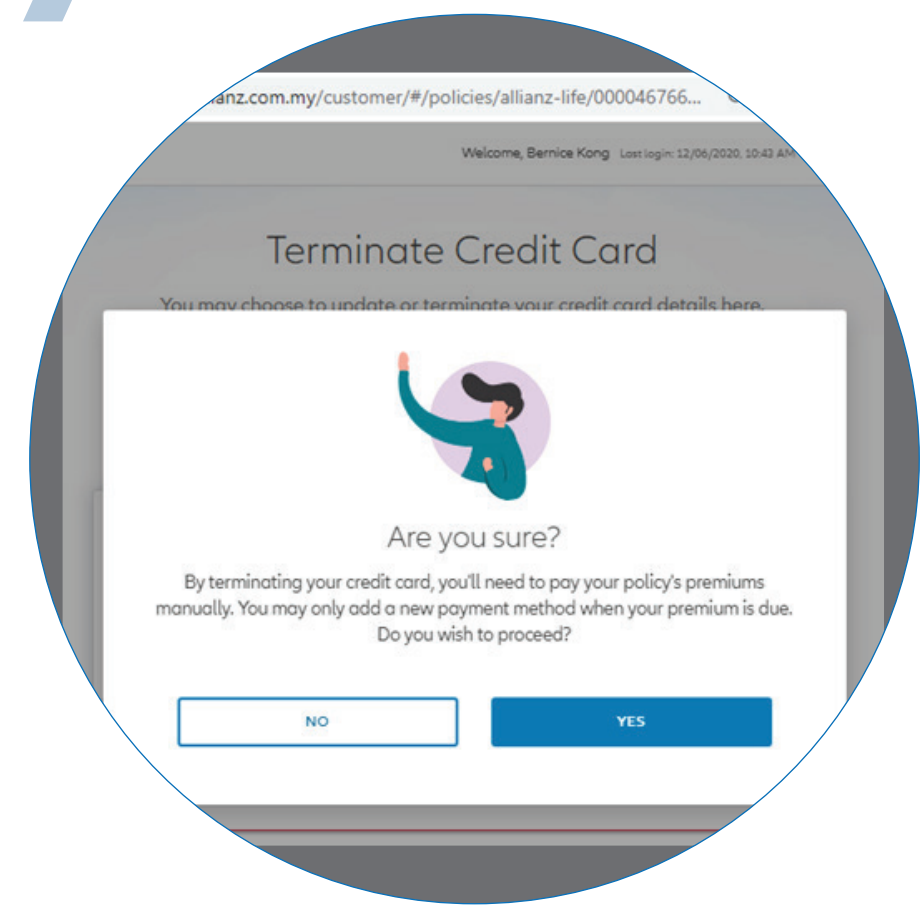 anz.com.my/customer/#/policies/allianz-life/000046766...
Welcome, Bernice Kong Last login: 12/06/2020, 10:43 AM
Terminate Credit Card
You may choose to update or terminate your credit card details here.
Are you sure?
By terminating your credit card, you'll need to pay your policy's premiums
manually. You may only add a new payment method when your premium is due.
Do you wish to proceed?
NO
YES